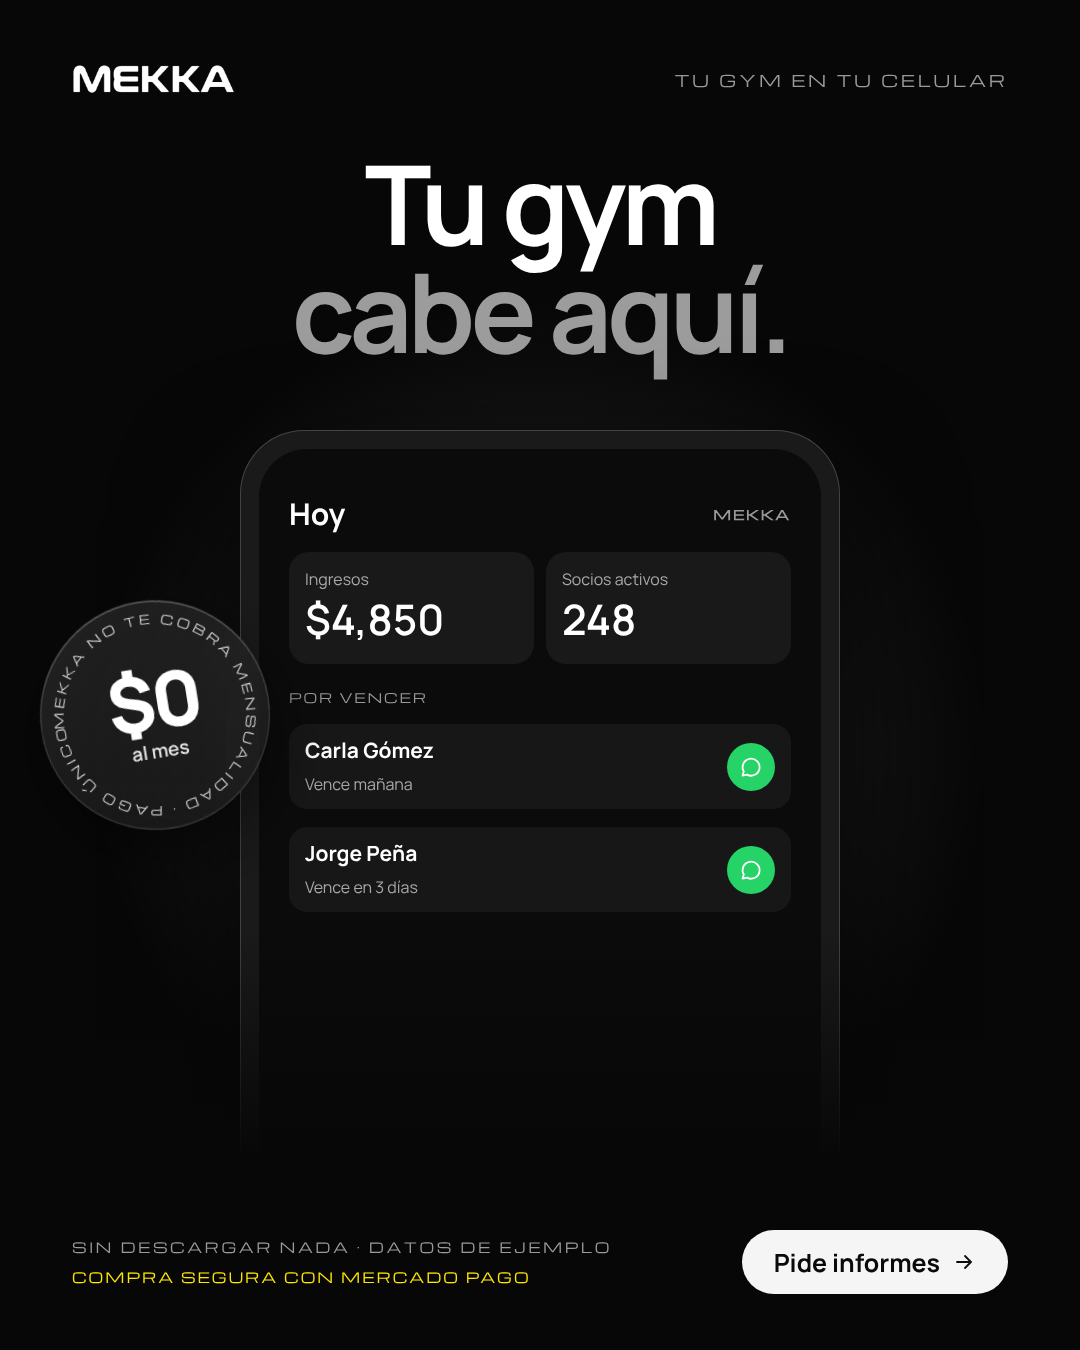 MEKKA
TU GYM EN TU CELULAR
Tu gym
cabe aquí.
Hoy
MEKKA
Ingresos
$4,850
Socios activos
248
MEKKA NO TE COBRA MENSUALIDAD · PAGO ÚNICO
$0
al mes
POR VENCER
Carla Gómez
Vence mañana
Jorge Peña
Vence en 3 días
SIN DESCARGAR NADA · DATOS DE EJEMPLO
COMPRA SEGURA CON MERCADO PAGO
Pide informes →